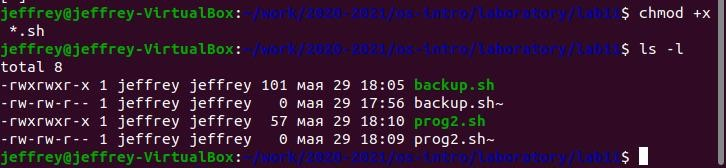 jeffrey@jeffrey-VirtualBox:~/work/2020-2021/os-intro/laboratory/lab11$ chmod +x
 *.sh
jeffrey@jeffrey-VirtualBox:~/work/2020-2021/os-intro/laboratory/lab11$ ls -l
total 8
-rwxrwxr-x 1 jeffrey jeffrey 101 мая 29 18:05 backup.sh
-rw-rw-r-- 1 jeffrey jeffrey   0 мая 29 17:56 backup.sh~
-rwxrwxr-x 1 jeffrey jeffrey  57 мая 29 18:10 prog2.sh
-rw-rw-r-- 1 jeffrey jeffrey   0 мая 29 18:09 prog2.sh~
jeffrey@jeffrey-VirtualBox:~/work/2020-2021/os-intro/laboratory/lab11$